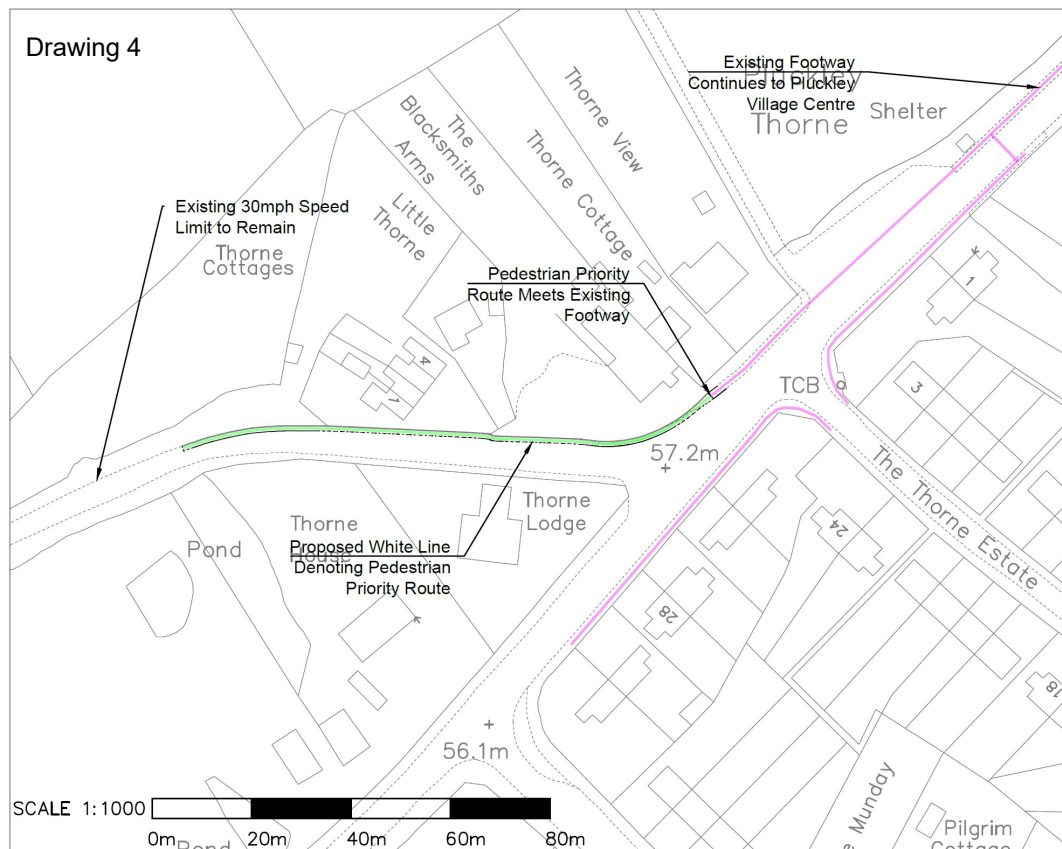 Drawing 4
Existing Footway
Continues to Pluckley
Village Centre
Pluckley
Thorne
Shelter
Thorne View
The
Blacksmiths
Arms
Thorne Cottage
Little
Thorne
Existing 30mph Speed
Limit to Remain
Thorne
Cottages
Pedestrian Priority
Route Meets Existing
Footway
1
4
1
3
TCB
57.2m
The Thorne Estate
Thorne
Lodge
Thorne
House
Pond
Proposed White Line
Denoting Pedestrian
Priority Route
24
28
18
56.1m
SCALE 1:1000
0m 20m 40m 60m 80m
Pond
Munday
Pilgrim
Cottage